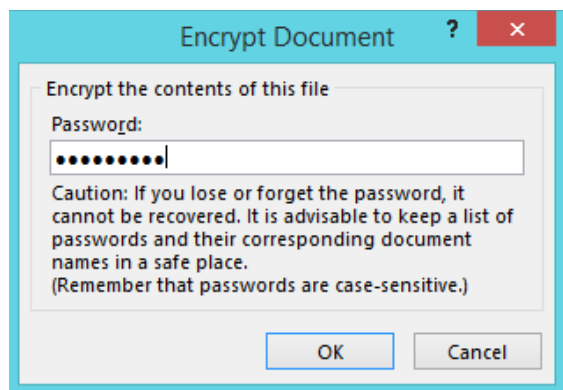 Encrypt Document ? ×
Encrypt the contents of this file
Password:
•••••••••
Caution: If you lose or forget the password, it
cannot be recovered. It is advisable to keep a list of
passwords and their corresponding document
names in a safe place.
(Remember that passwords are case-sensitive.)
OK Cancel